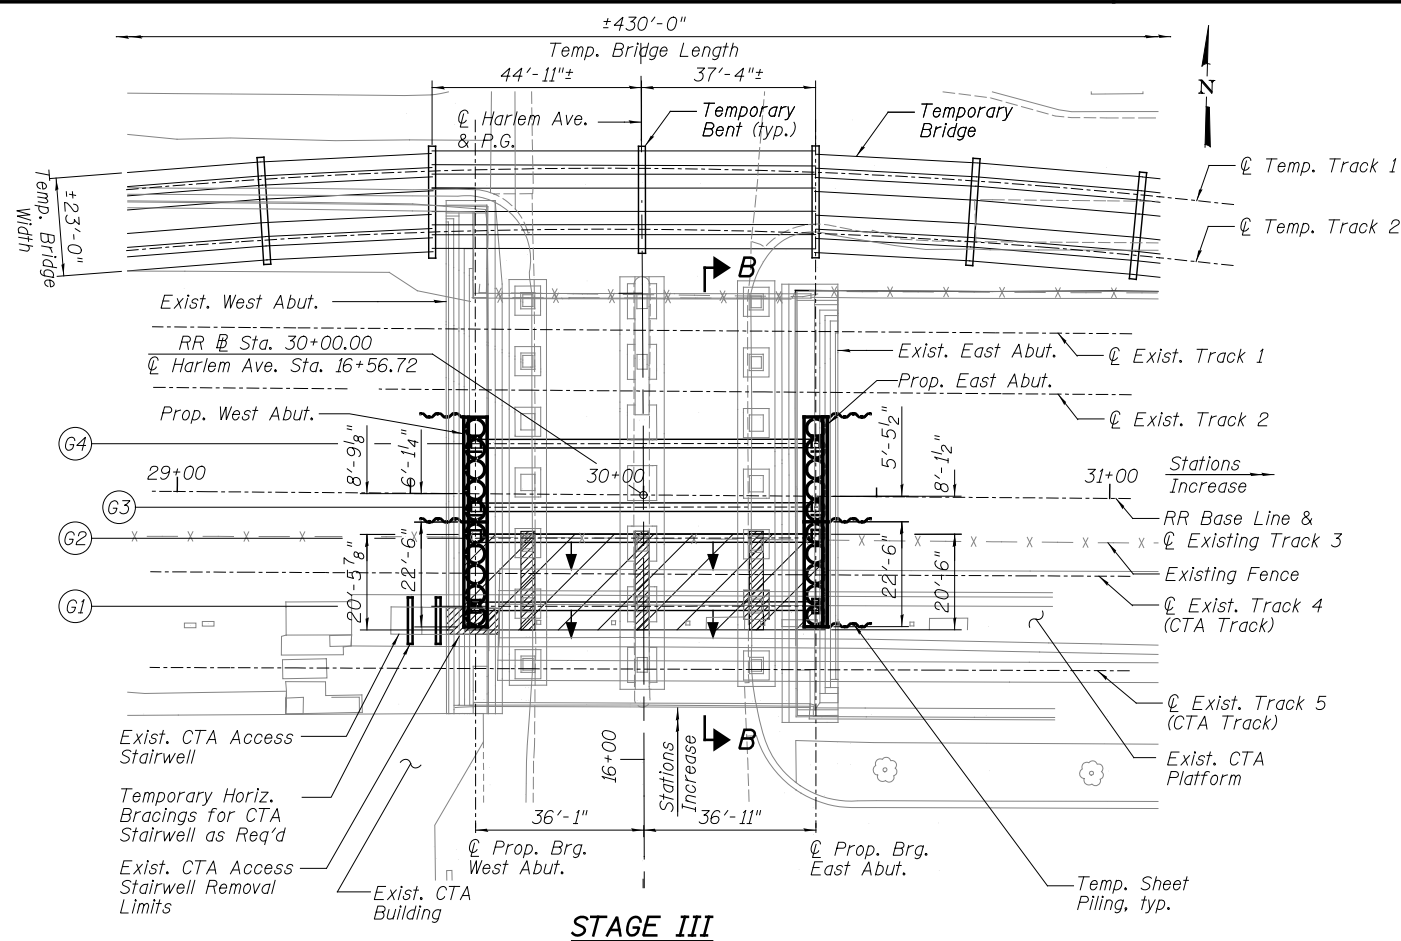 ±430'-0"
Temp. Bridge Length
44'-11"±
37'-4"±
℄ Harlem Ave.
& P.G.
Temporary
Bent (typ.)
Temporary
Bridge
N
℄ Temp. Track 1
℄ Temp. Track 2
±23'-0"
Temp. Bridge
Width
B
Exist. West Abut.
RR ℄ Sta. 30+00.00
℄ Harlem Ave. Sta. 16+56.72
Exist. East Abut.
℄ Exist. Track 1
Prop. East Abut.
Prop. West Abut.
℄ Exist. Track 2
G4
8'-9⅛"
6'-1¼"
5'-5½"
8'-1½"
29+00
30+00
31+00
Stations
Increase
G3
RR Base Line &
℄ Existing Track 3
G2
20'-5⅞"
22'-6"
22'-6"
20'-6"
Existing Fence
G1
℄ Exist. Track 4
(CTA Track)
℄ Exist. Track 5
(CTA Track)
Exist. CTA Access
Stairwell
B
16+00
Stations
Increase
Exist. CTA
Platform
Temporary Horiz.
Bracings for CTA
Stairwell as Req'd
36'-1"
36'-11"
℄ Prop. Brg.
West Abut.
℄ Prop. Brg.
East Abut.
Exist. CTA Access
Stairwell Removal
Limits
Exist. CTA
Building
Temp. Sheet
Piling, typ.
STAGE III